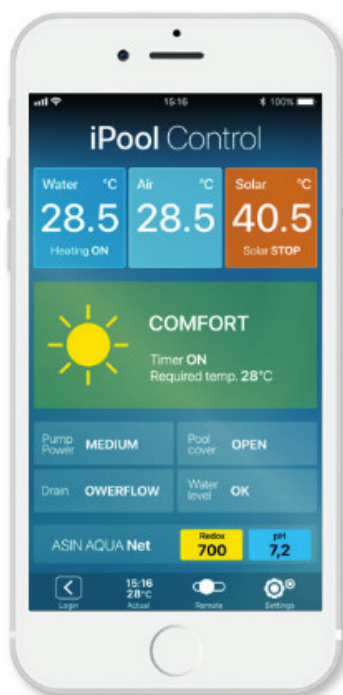 15:16 100%
iPool Control
Water °C Air °C Solar °C
28.5 28.5 40.5
Heating ON Solar STOP
COMFORT
Timer ON
Required temp. 28°C
Pump Power MEDIUM Pool cover OPEN
Drain OWERFLOW Water level OK
ASIN AQUA Net Redox 700 pH 7,2
15:16
28°C
Login Actual Remote Settings